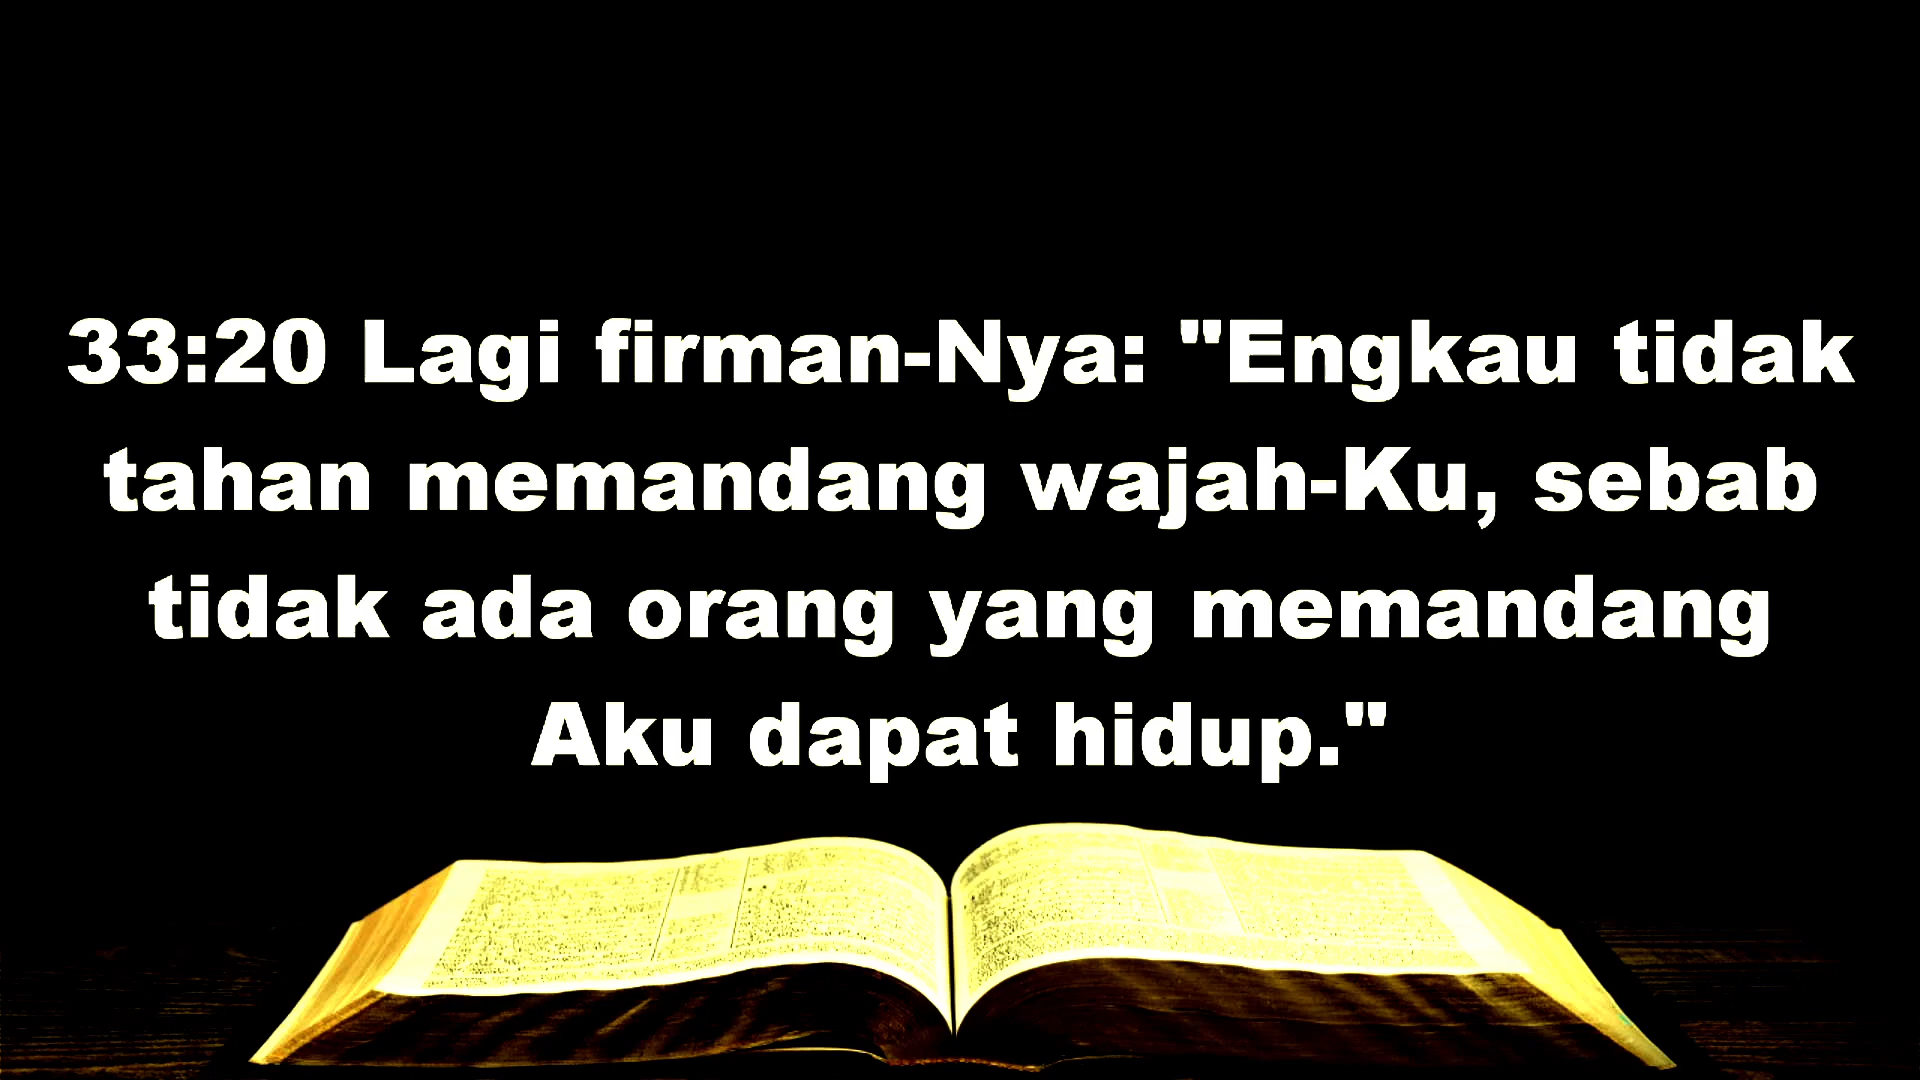 33:20 Lagi firman-Nya: "Engkau tidak
tahan memandang wajah-Ku, sebab
tidak ada orang yang memandang
Aku dapat hidup."